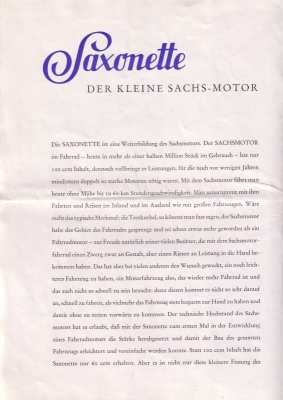 Saxonette
DER KLEINE SACHS-MOTOR
Die SAXONETTE ist eine Weiterbildung des Sachsmotors. Der SACHSMOTOR
im Fahrrad – heute in mehr als einer halben Million Stück im Gebrauch – hat nur
100 ccm Inhalt, dennoch vollbringt er Leistungen, für die noch vor wenigen Jahren
mindestens doppelt so starke Motoren nötig waren. Mit dem Sachsmotor fährt man
heute ohne Mühe bis zu 60 km Stundengeschwindigkeit. Man unternimmt mit ihm
Fahrten und Reisen im Inland und im Ausland wie mit großen Fahrzeugen. Wäre
nicht das typische Merkmal: die Tretkurbel, so könnte man fast sagen, der Sachsmotor
habe das Gebiet des Fahrrades gesprengt und sei schon etwas mehr geworden als ein
Fahrradmotor – zur Freude natürlich seiner vielen Besitzer, die mit dem Sachsmotor-
fahrrad einen Zwerg zwar an Gestalt, aber einen Riesen an Leistung in die Hand be-
kommen haben. Das hat aber bei vielen anderen den Wunsch geweckt, ein noch leich-
teres Fahrzeug zu haben, ein Motorfahrzeug also, das wieder mehr Fahrrad ist und
das auch nicht so schnell zu sein braucht; denn diesen kommt es nicht so sehr darauf
an, schnell zu fahren, als vielmehr das Fahrzeug stets bequem zur Hand zu haben und
damit ohne zu treten vorwärts zu kommen. Der technische Hochstand des Sachs-
motors hat es erlaubt, daß mit der Saxonette zum ersten Mal in der Entwicklung
eines Fahrradmotors die Stärke herabgesetzt und damit der Bau des gesamten
Fahrzeugs erleichtert und vereinfacht werden konnte. Statt 100 ccm Inhalt hat die
Saxonette nur 60 ccm erhalten. Aber es ist nicht nur diese kleinere Fassung des